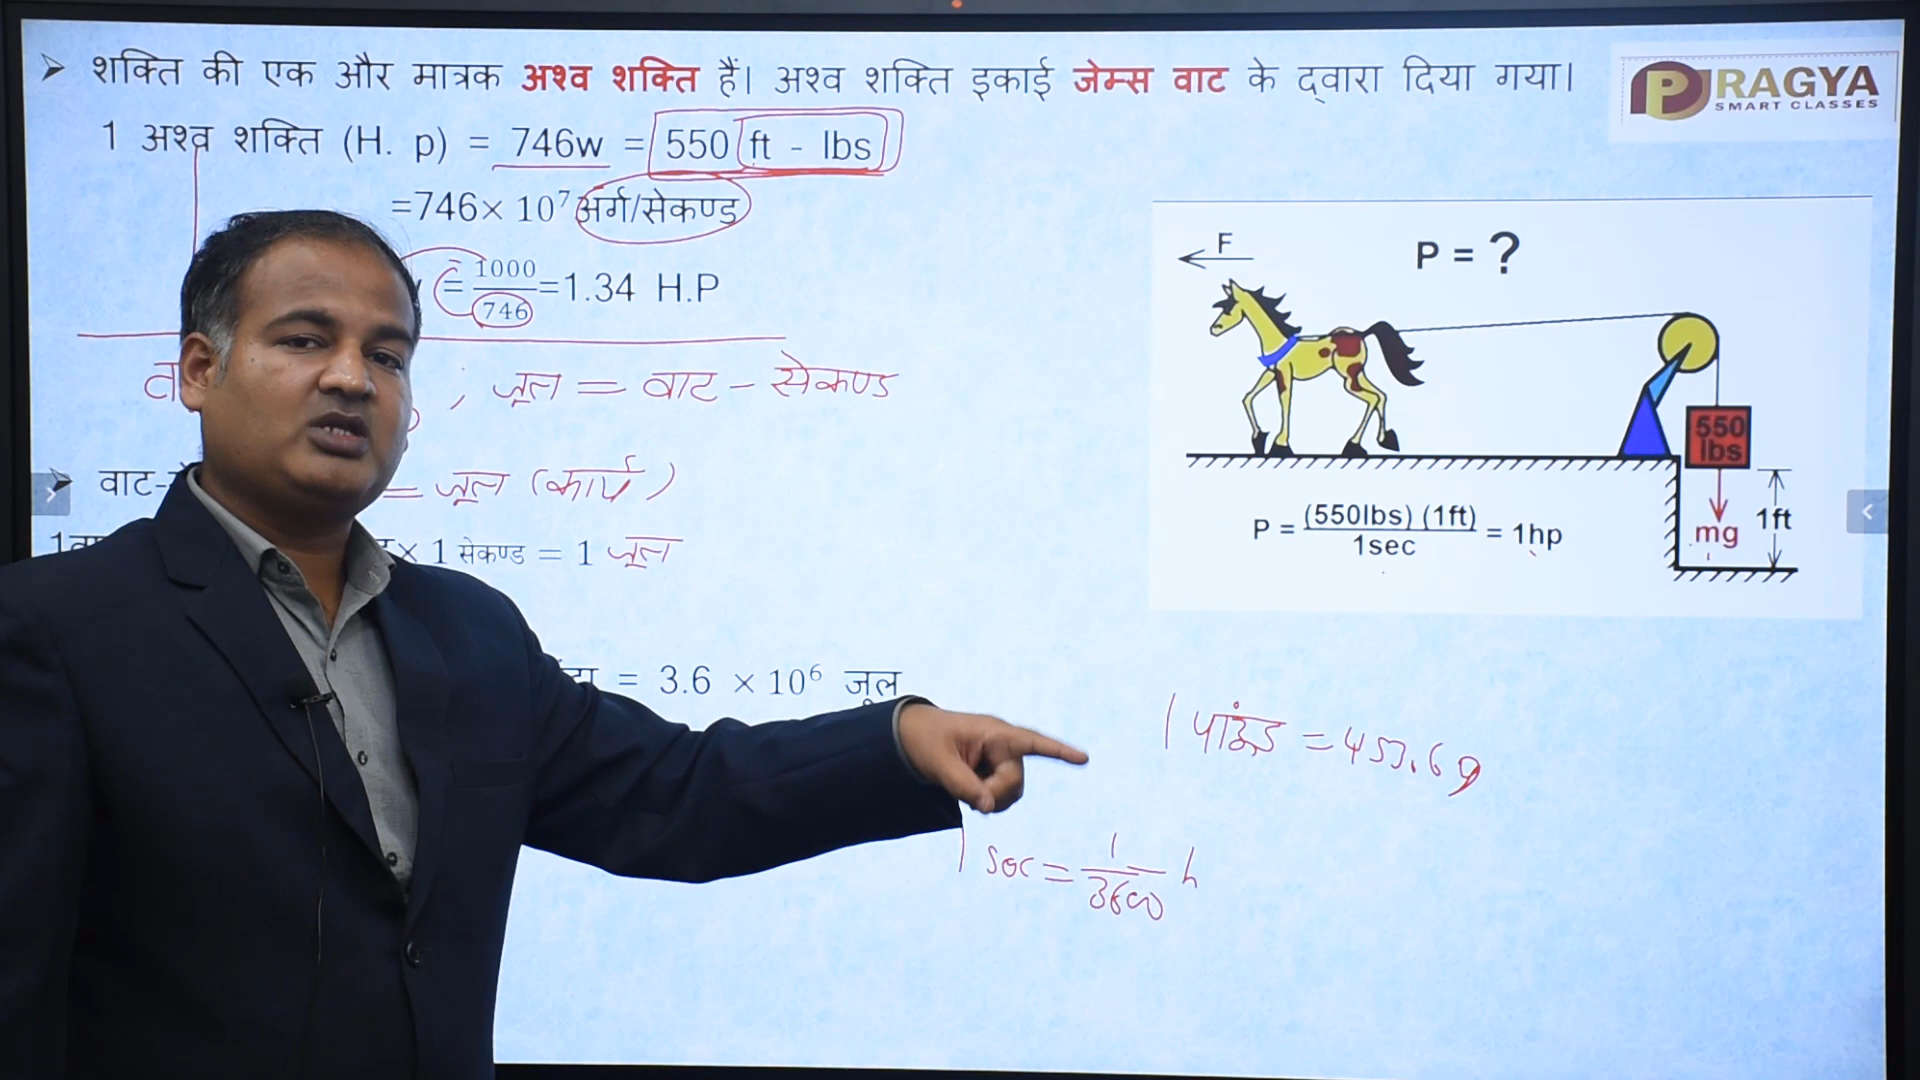 ➢ शक्ति की एक और मात्रक अश्व शक्ति हैं। अश्व शक्ति इकाई जेम्स वाट के द्वारा दिया गया।
PRAGYA
SMART CLASSES
1 अश्व शक्ति (H. p) = 746w = 550 ft - lbs
=746× 10⁷ अर्ग/सेकण्ड
= 1000/746 =1.34 H.P
; जूल = वाट - सेकण्ड
➢ वाट- = जूल (कार्य)
× 1 सेकण्ड = 1 जूल
= 3.6 × 10⁶ जूल
F
P = ?
550
lbs
mg
1ft
P = (550lbs) (1ft)/1sec = 1hp
1 पांऊड = 453.6 g
1 sec = 1/3600 h